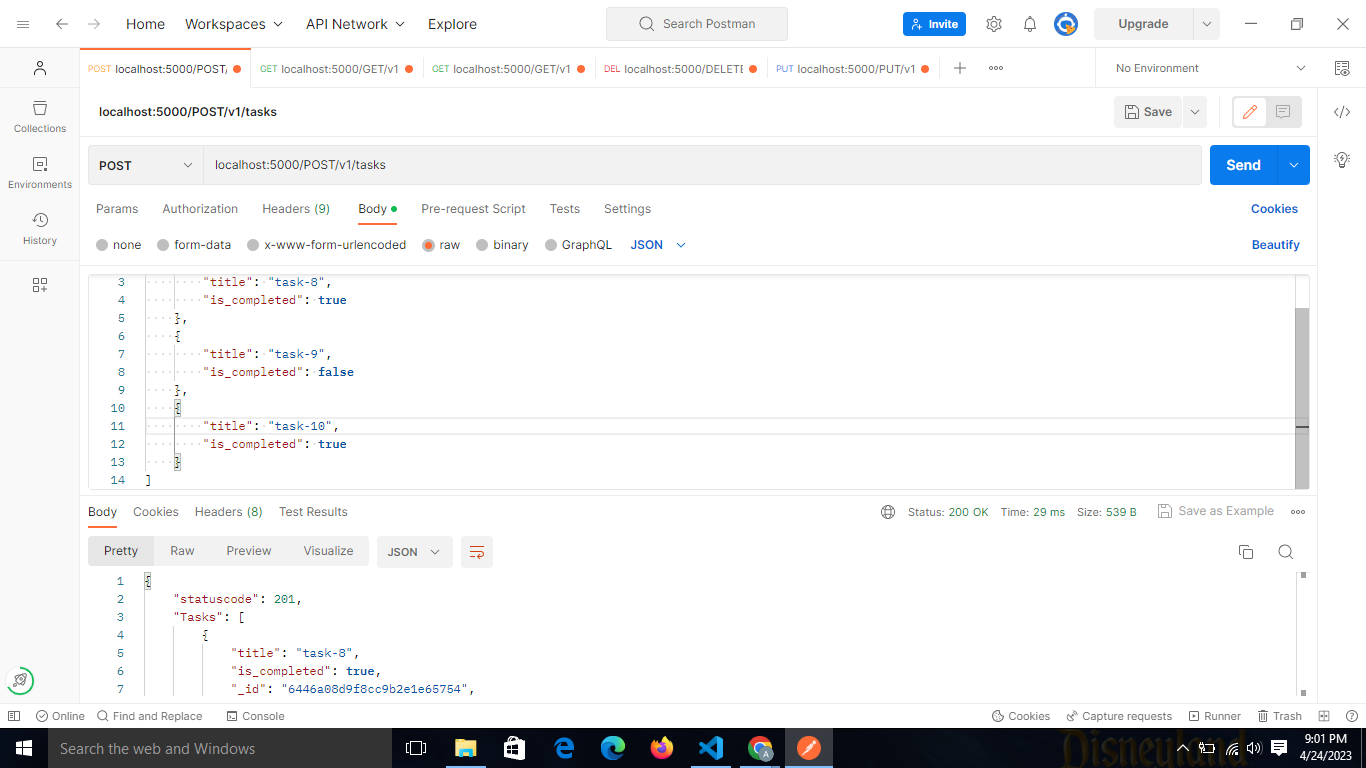 Home Workspaces API Network Explore Search Postman Invite Upgrade
POST localhost:5000/POST/ GET localhost:5000/GET/v1 GET localhost:5000/GET/v1 DEL localhost:5000/DELETE PUT localhost:5000/PUT/v1 No Environment
localhost:5000/POST/v1/tasks Save
Collections
Environments
History
POST localhost:5000/POST/v1/tasks Send
Params Authorization Headers (9) Body Pre-request Script Tests Settings Cookies
none form-data x-www-form-urlencoded raw binary GraphQL JSON Beautify
3 "title": "task-8",
4 "is_completed": true
5 },
6 {
7 "title": "task-9",
8 "is_completed": false
9 },
10 {
11 "title": "task-10",
12 "is_completed": true
13 }
14 ]
Body Cookies Headers (8) Test Results Status: 200 OK Time: 29 ms Size: 539 B Save as Example
Pretty Raw Preview Visualize JSON
1 {
2 "statuscode": 201,
3 "Tasks": [
4 {
5 "title": "task-8",
6 "is_completed": true,
7 "_id": "6446a08d9f8cc9b2e1e65754",
Online Find and Replace Console Cookies Capture requests Runner Trash
Search the web and Windows
A
Disneyland
9:01 PM
4/24/2023